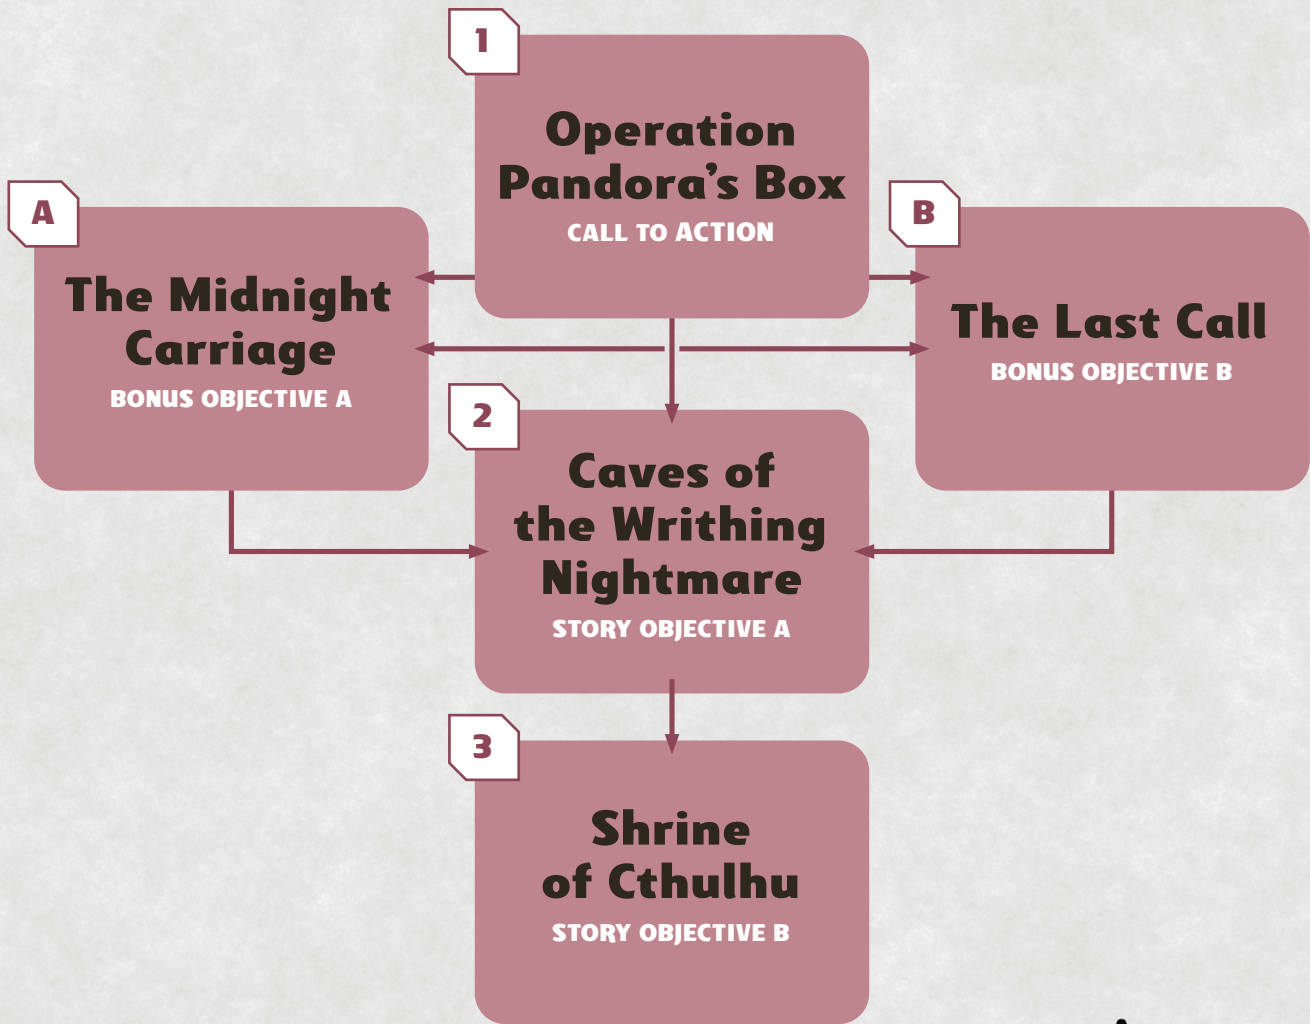 1
Operation
Pandora’s Box
CALL TO ACTION
A
The Midnight
Carriage
BONUS OBJECTIVE A
B
The Last Call
BONUS OBJECTIVE B
2
Caves of
the Writhing
Nightmare
STORY OBJECTIVE A
3
Shrine
of Cthulhu
STORY OBJECTIVE B